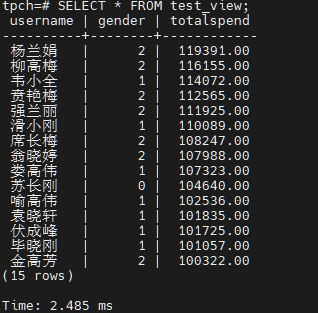 tpch=# SELECT * FROM test_view;
 username | gender | totalspend
----------+--------+------------
 杨兰娟   |      2 |  119391.00
 柳高梅   |      2 |  116155.00
 韦小全   |      1 |  114072.00
 贲艳梅   |      2 |  112565.00
 强兰丽   |      2 |  111925.00
 滑小刚   |      1 |  110089.00
 席长梅   |      2 |  108247.00
 翁晓婷   |      2 |  107988.00
 娄高伟   |      1 |  107323.00
 苏长刚   |      0 |  104640.00
 喻高伟   |      1 |  102536.00
 袁晓轩   |      1 |  101835.00
 伏成峰   |      1 |  101725.00
 毕晓刚   |      1 |  101057.00
 金高芳   |      2 |  100322.00
(15 rows)
Time: 2.485 ms